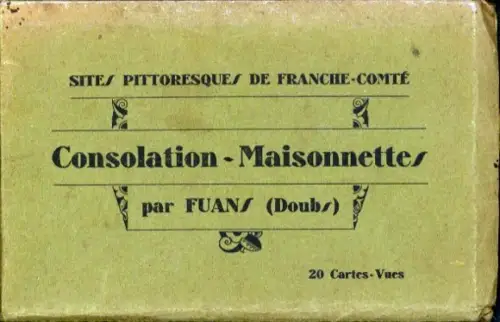 SITES PITTORESQUES DE FRANCHE-COMTÉ
Consolation - Maisonnettes
par FUANS (Doubs)
20 Cartes-Vues